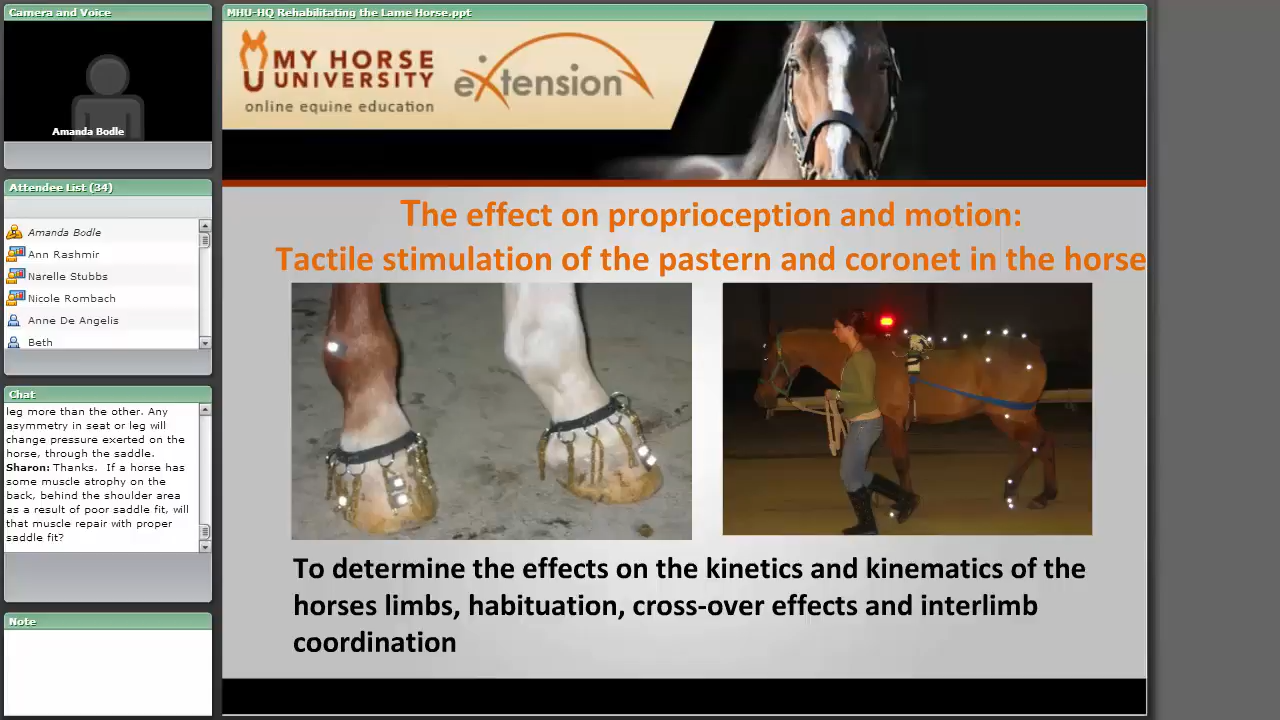 Camera and Voice
Amanda Bodle
Attendee List (34)
Amanda Bodle
Ann Rashmir
Narelle Stubbs
Nicole Rombach
Anne De Angelis
Beth
Chat
leg more than the other. Any
asymmetry in seat or leg will
change pressure exerted on the
horse, through the saddle.
Sharon: Thanks. If a horse has
some muscle atrophy on the
back, behind the shoulder area
as a result of poor saddle fit, will
that muscle repair with proper
saddle fit?
Note
MHU-HQ Rehabilitating the Lame Horse.ppt
MY HORSE
UNIVERSITY
online equine education
eXtension
The effect on proprioception and motion:
Tactile stimulation of the pastern and coronet in the horse
To determine the effects on the kinetics and kinematics of the
horses limbs, habituation, cross-over effects and interlimb
coordination